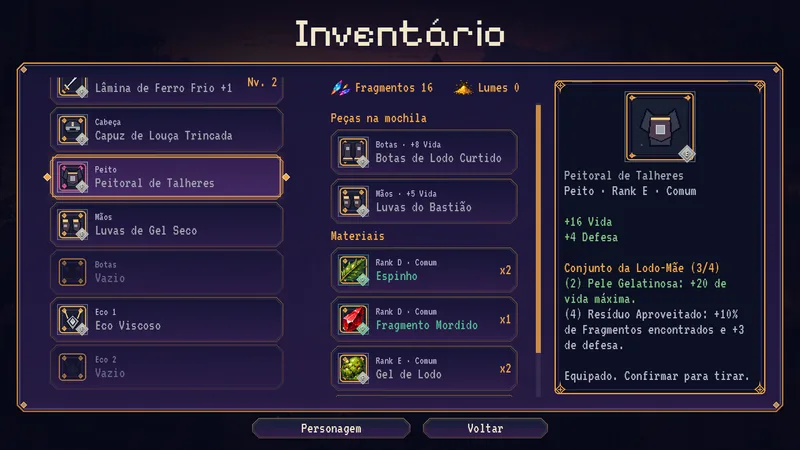 Inventário
Lâmina de Ferro Frio +1
Nv. 2
Cabeça
Capuz de Louça Trincada
Peito
Peitoral de Talheres
Mãos
Luvas de Gel Seco
Botas
Vazio
Eco 1
Eco Viscoso
Eco 2
Vazio
Fragmentos 16
Lumes 0
Peças na mochila
Botas · +8 Vida
Botas de Lodo Curtido
Mãos · +5 Vida
Luvas do Bastião
Materiais
Rank D · Comum
Espinho
x2
Rank D · Comum
Fragmento Mordido
x1
Rank E · Comum
Gel de Lodo
x2
Peitoral de Talheres
Peito · Rank E · Comum
+16 Vida
+4 Defesa
Conjunto da Lodo-Mãe (3/4)
(2) Pele Gelatinosa: +20 de
vida máxima.
(4) Resíduo Aproveitado: +10%
de Fragmentos encontrados e +3
de defesa.
Equipado. Confirmar para tirar.
Personagem
Voltar